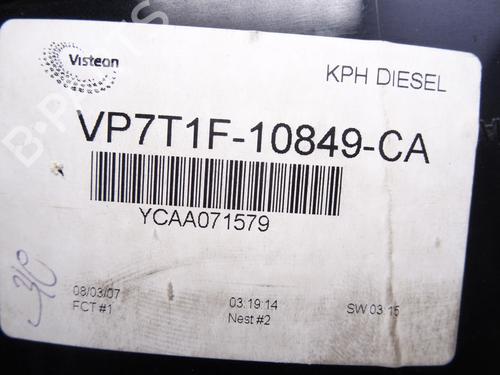 Visteon
KPH DIESEL
VP7T1F-10849-CA
YCAA071579
08/03/07
03:19:14
SW 03:15
FCT #1
Nest #2